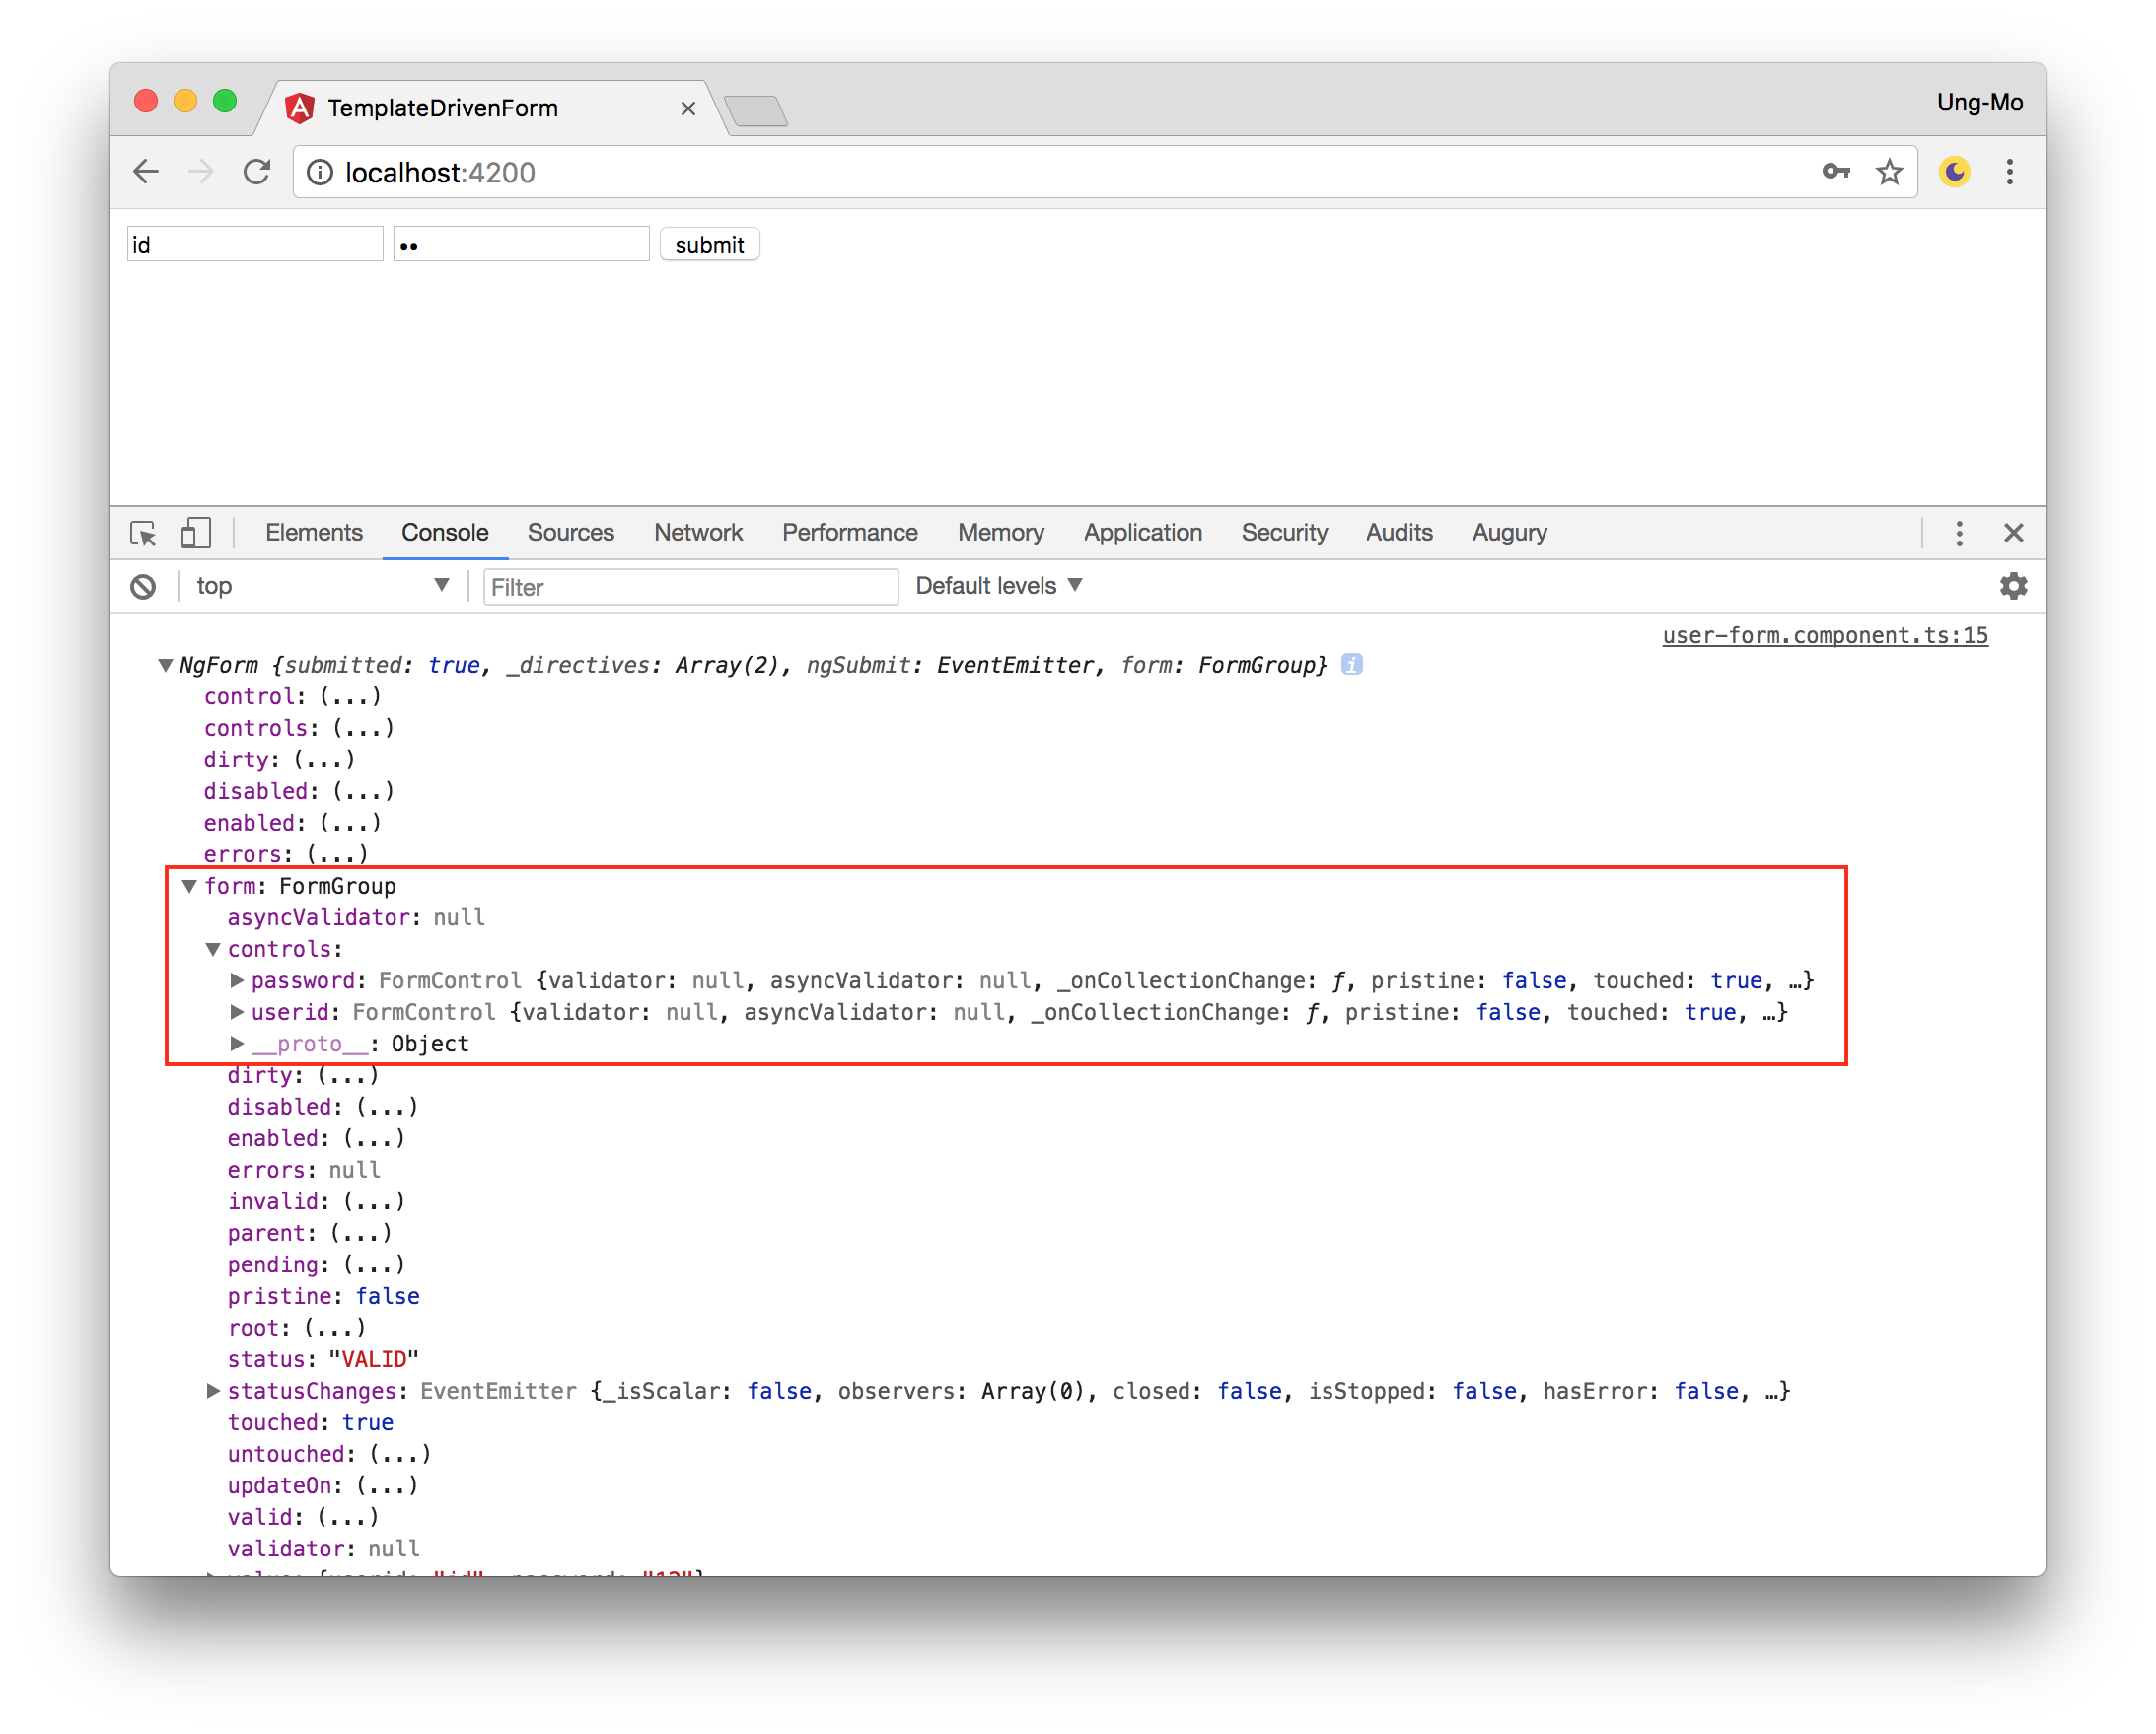 TemplateDrivenForm
Ung-Mo
localhost:4200
id •• submit
Elements Console Sources Network Performance Memory Application Security Audits Augury
top Filter Default levels
user-form.component.ts:15
NgForm {submitted: true, _directives: Array(2), ngSubmit: EventEmitter, form: FormGroup}
control: (...)
controls: (...)
dirty: (...)
disabled: (...)
enabled: (...)
errors: (...)
form: FormGroup
asyncValidator: null
controls:
password: FormControl {validator: null, asyncValidator: null, _onCollectionChange: ƒ, pristine: false, touched: true, …}
userid: FormControl {validator: null, asyncValidator: null, _onCollectionChange: ƒ, pristine: false, touched: true, …}
__proto__: Object
dirty: (...)
disabled: (...)
enabled: (...)
errors: null
invalid: (...)
parent: (...)
pending: (...)
pristine: false
root: (...)
status: "VALID"
statusChanges: EventEmitter {_isScalar: false, observers: Array(0), closed: false, isStopped: false, hasError: false, …}
touched: true
untouched: (...)
updateOn: (...)
valid: (...)
validator: null
value: {userid: "id", password: "12"}